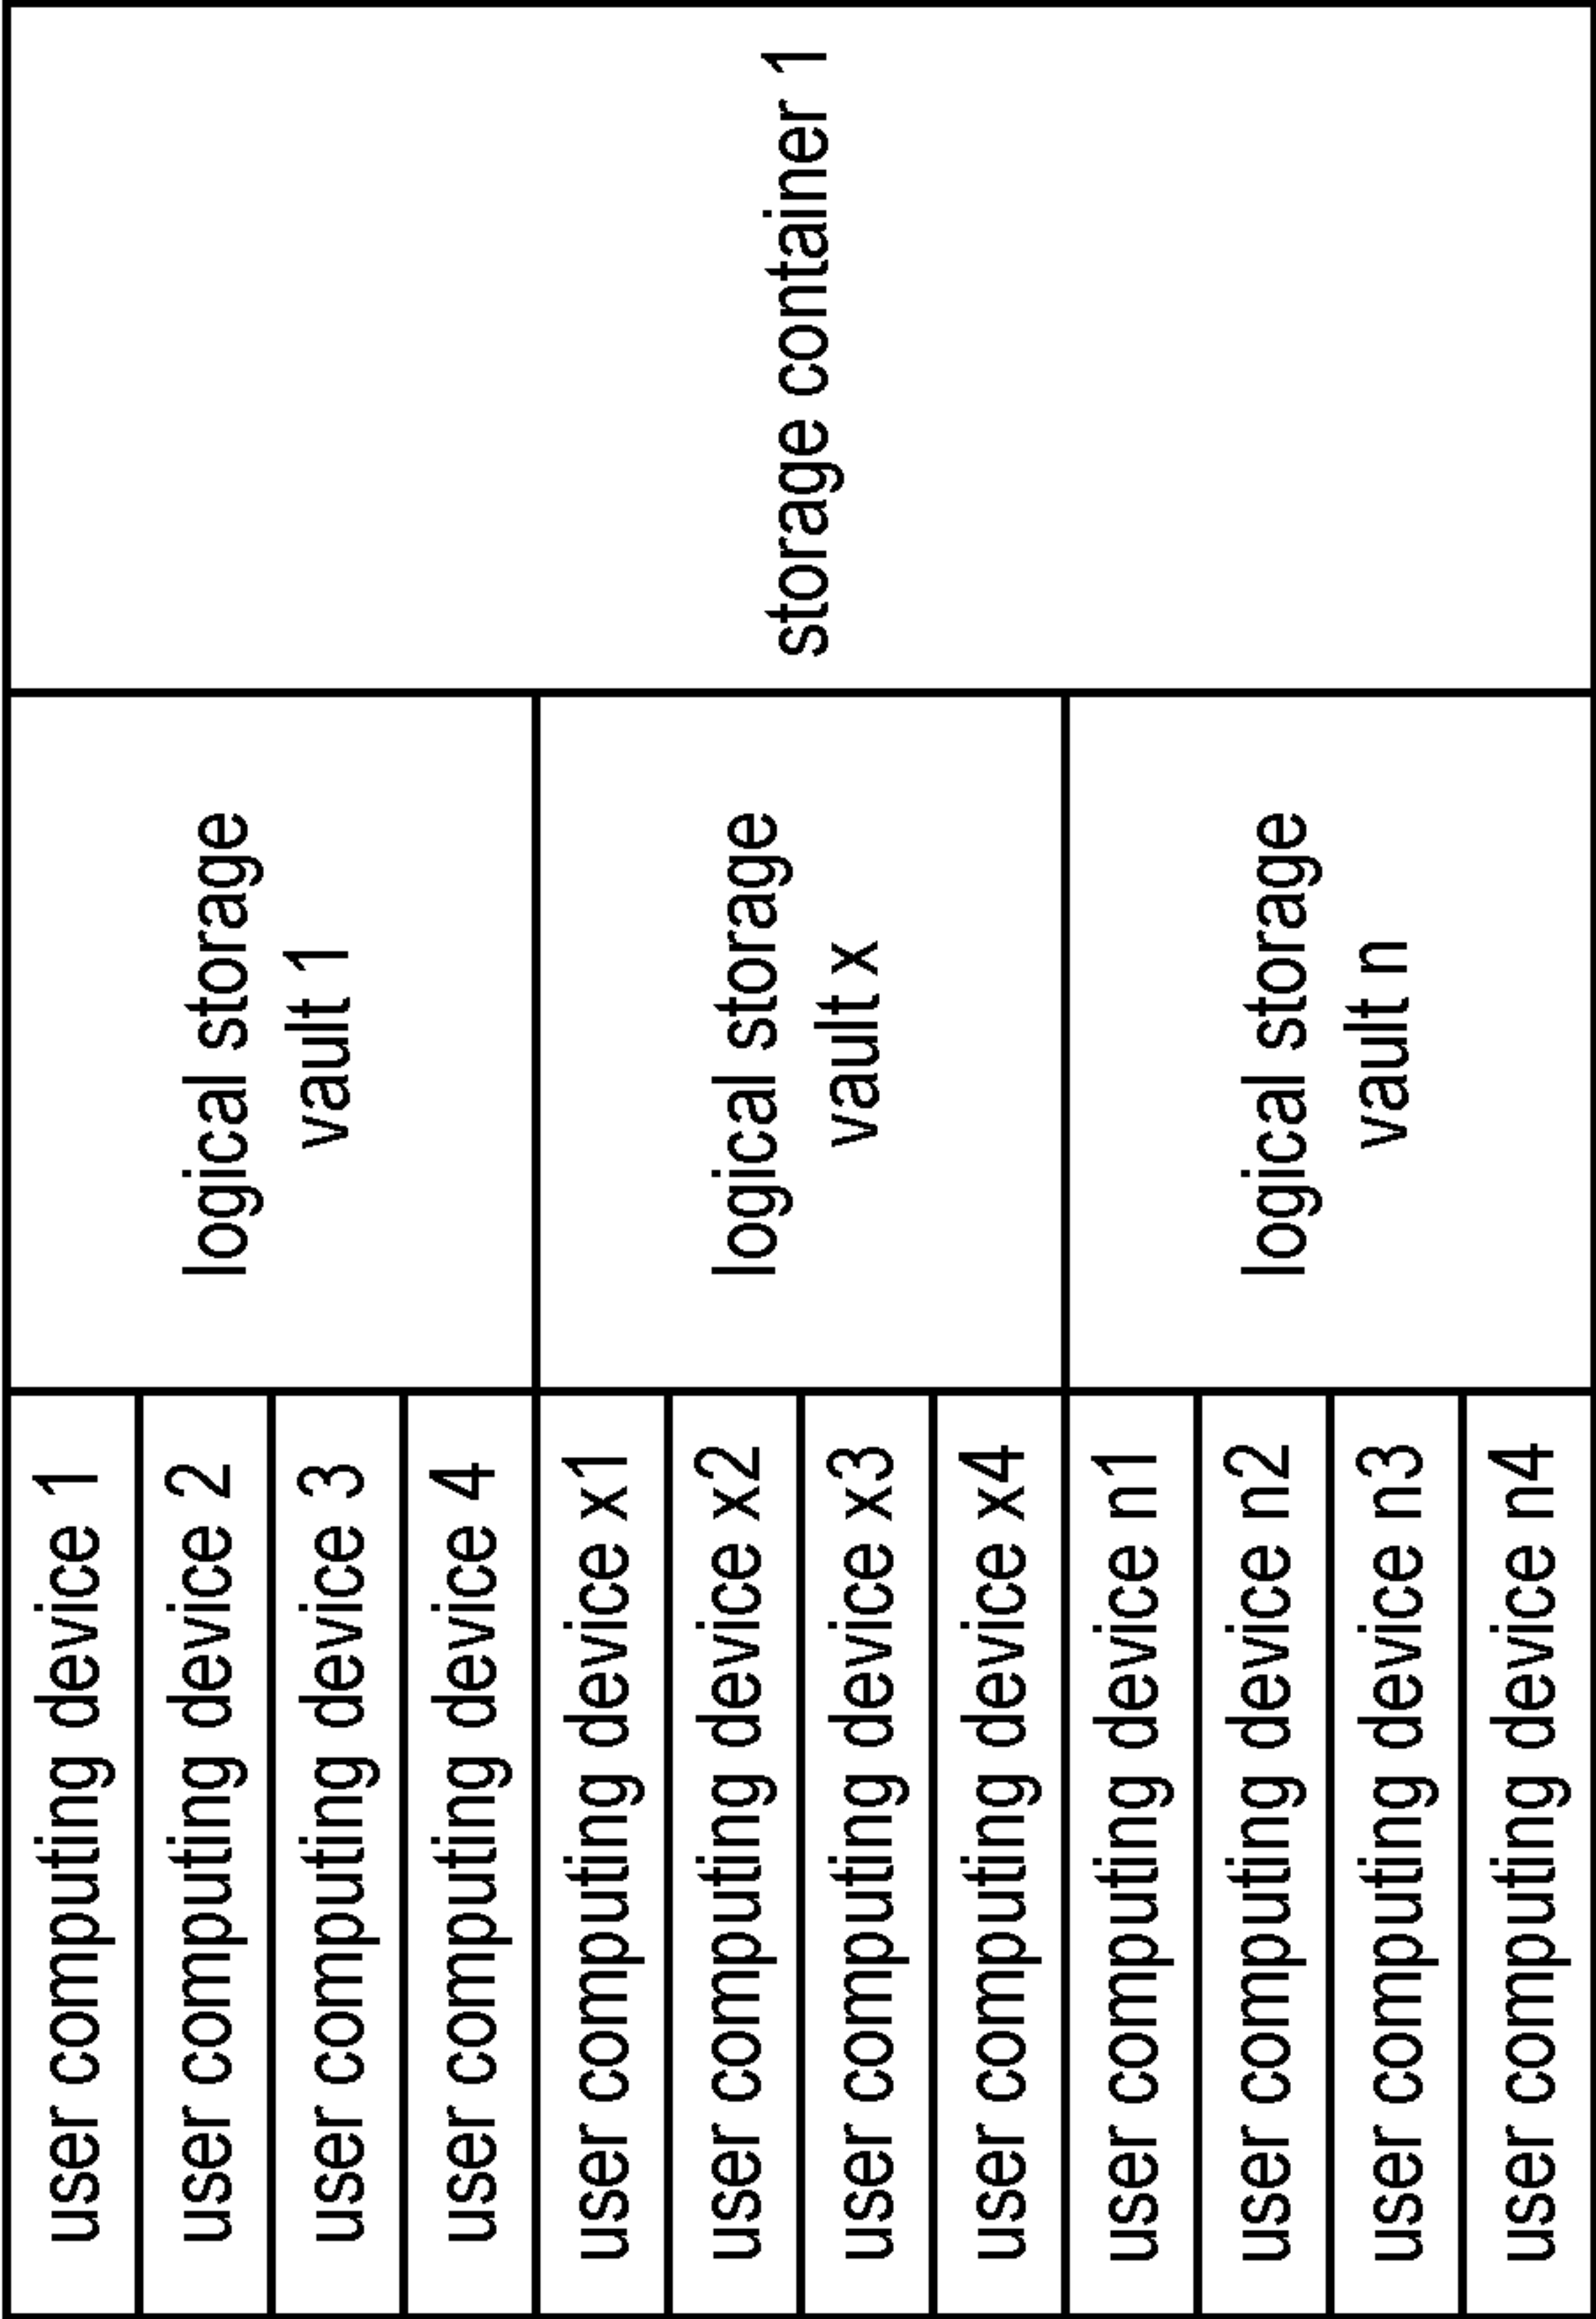 user computing device 1
user computing device 2
user computing device 3
user computing device 4
logical storage
vault 1
user computing device x1
user computing device x2
user computing device x3
user computing device x4
logical storage
vault x
user computing device n1
user computing device n2
user computing device n3
user computing device n4
logical storage
vault n
storage container 1